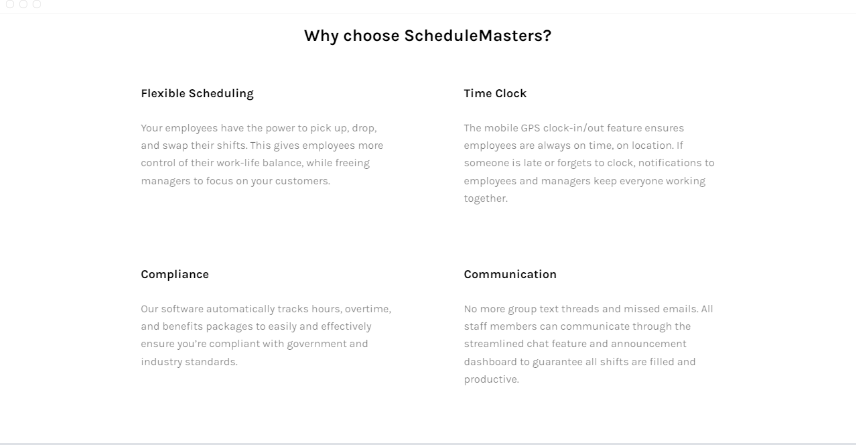 Why choose ScheduleMasters?
Flexible Scheduling
Your employees have the power to pick up, drop,
and swap their shifts. This gives employees more
control of their work-life balance, while freeing
managers to focus on your customers.
Time Clock
The mobile GPS clock-in/out feature ensures
employees are always on time, on location. If
someone is late or forgets to clock, notifications to
employees and managers keep everyone working
together.
Compliance
Our software automatically tracks hours, overtime,
and benefits packages to easily and effectively
ensure you're compliant with government and
industry standards.
Communication
No more group text threads and missed emails. All
staff members can communicate through the
streamlined chat feature and announcement
dashboard to guarantee all shifts are filled and
productive.